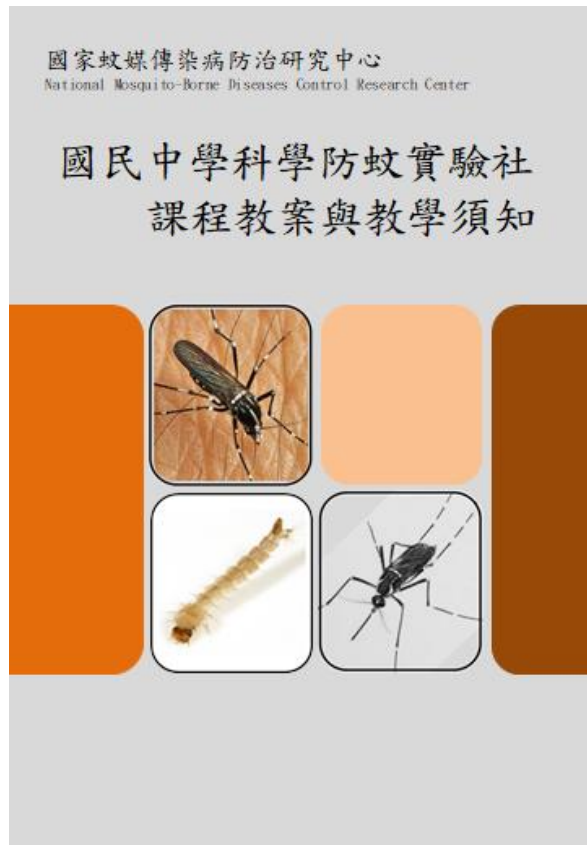 國家蚊媒傳染病防治研究中心
National Mosquito-Borne Diseases Control Research Center
國民中學科學防蚊實驗社
課程教案與教學須知